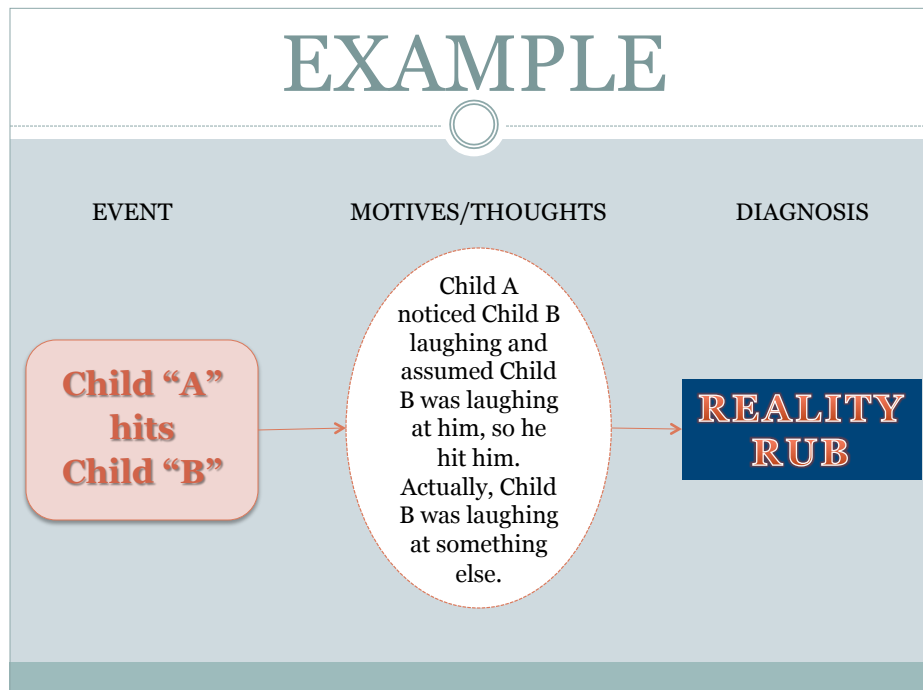 EXAMPLE
EVENT
MOTIVES/THOUGHTS
DIAGNOSIS
Child “A”
hits
Child “B”
Child A
noticed Child B
laughing and
assumed Child
B was laughing
at him, so he
hit him.
Actually, Child
B was laughing
at something
else.
REALITY
RUB